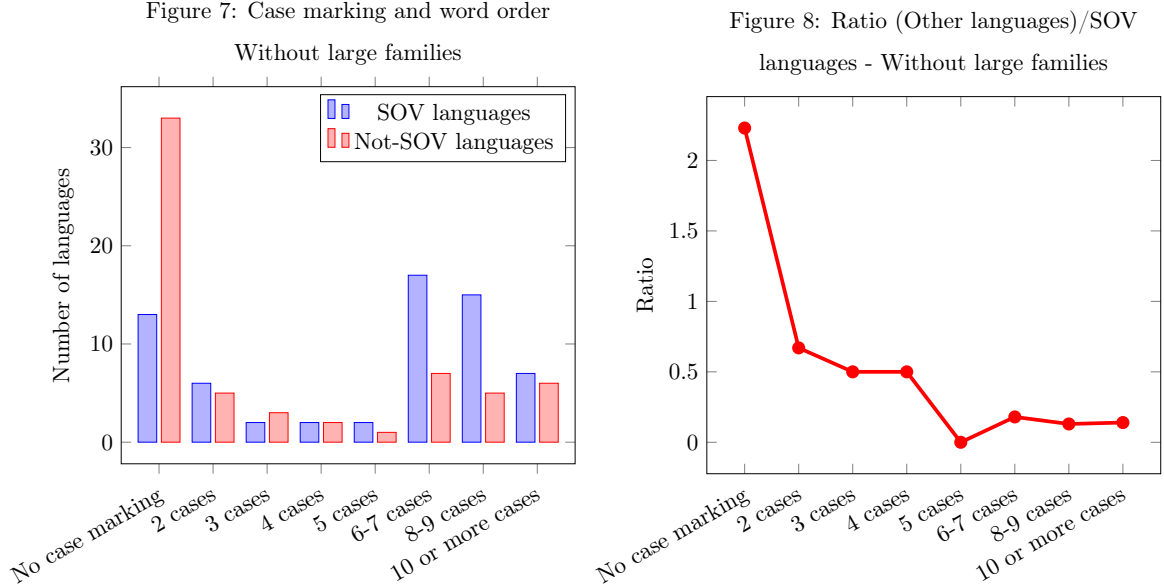 Figure 7: Case marking and word order
Without large families
SOV languages
Not-SOV languages
Number of languages
30
20
10
0
No case marking
2 cases
3 cases
4 cases
5 cases
6-7 cases
8-9 cases
10 or more cases
Figure 8: Ratio (Other languages)/SOV
languages - Without large families
Ratio
2
1.5
1
0.5
0
No case marking
2 cases
3 cases
4 cases
5 cases
6-7 cases
8-9 cases
10 or more cases